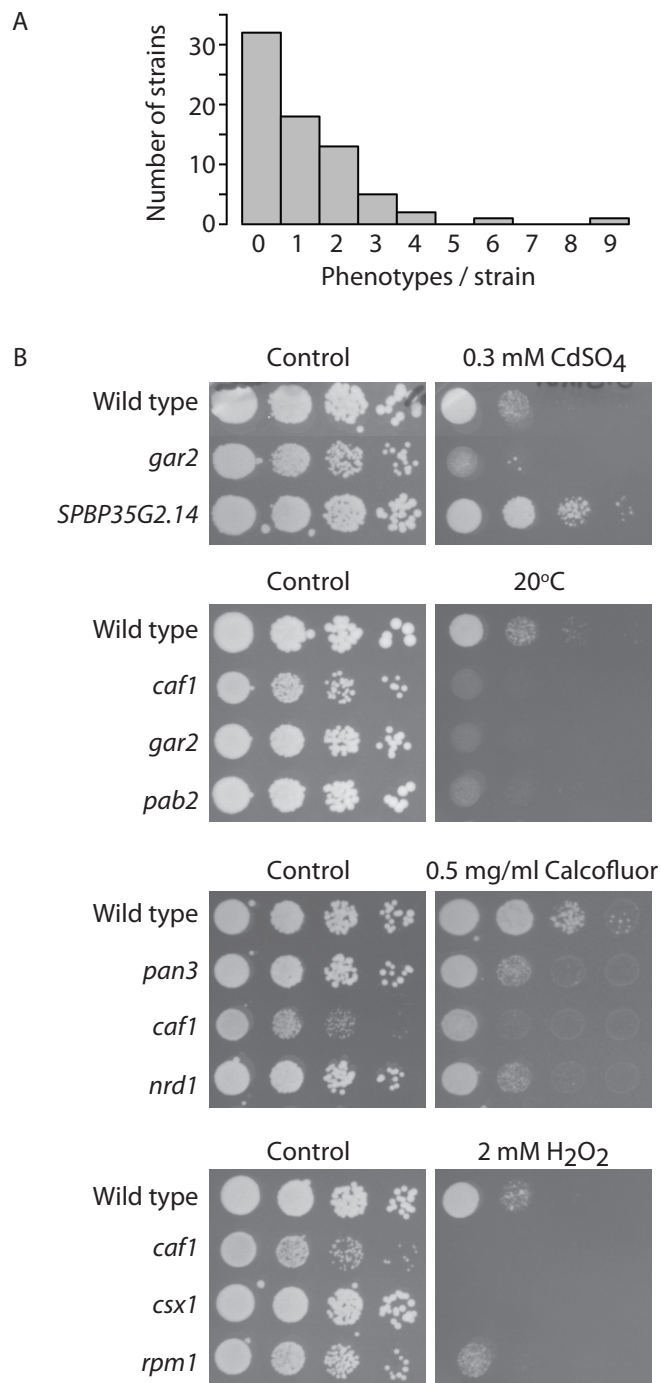 A
Number of strains
30
20
10
0
0 1 2 3 4 5 6 7 8 9
Phenotypes / strain
B
Control 0.3 mM CdSO4
Wild type
gar2
SPBP35G2.14
Control 20ºC
Wild type
caf1
gar2
pab2
Control 0.5 mg/ml Calcofluor
Wild type
pan3
caf1
nrd1
Control 2 mM H2O2
Wild type
caf1
csx1
rpm1